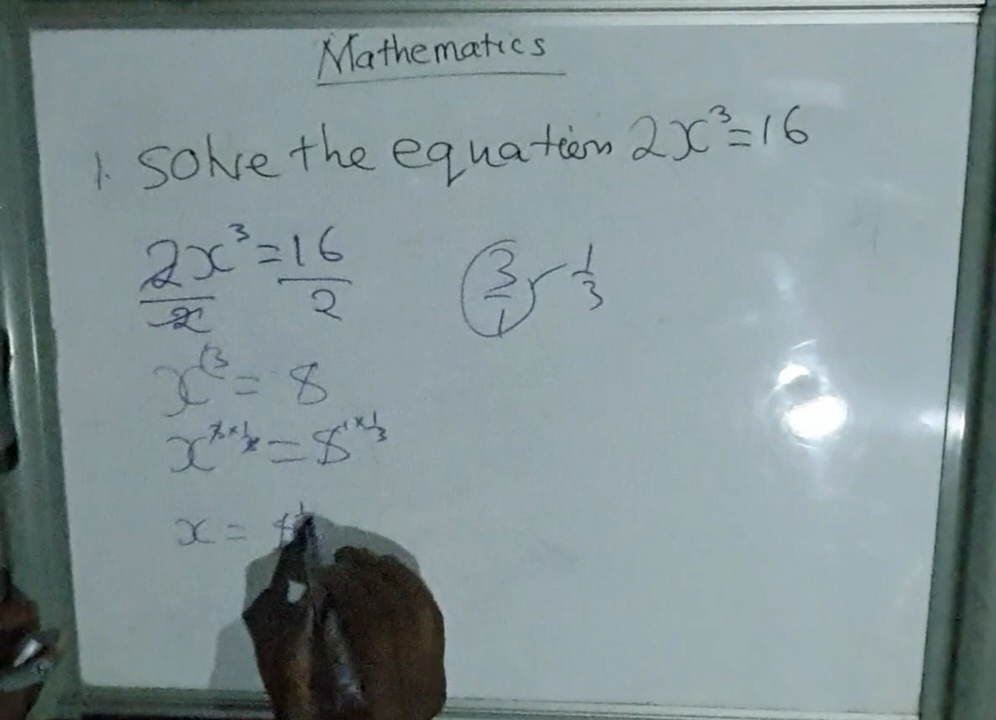 Mathematics
1. Solve the equation 2x³=16
2x³ = 16
2 2
3/1 1/3
x³ = 8
x^3×1/3 = 8^1×1/3
x =